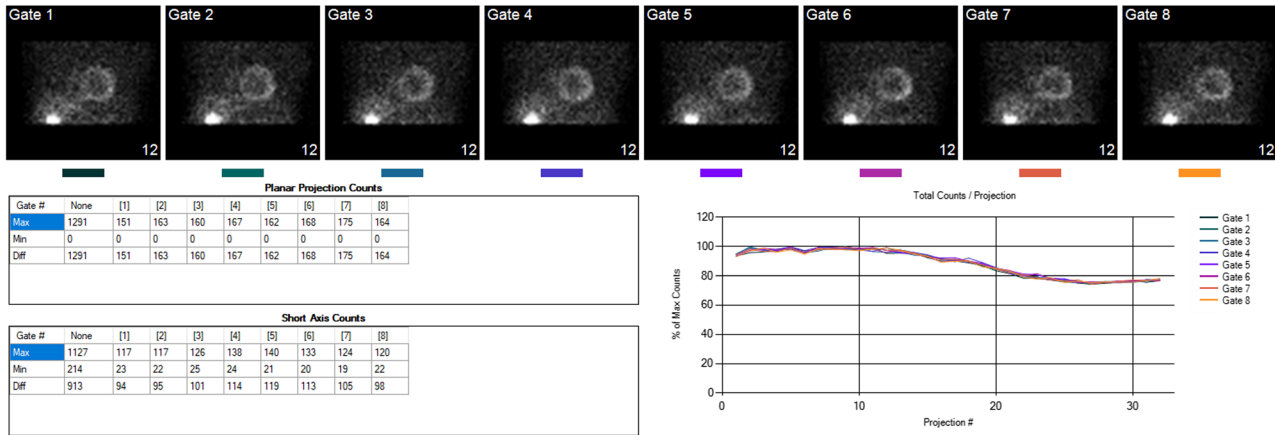 Gate 1 Gate 2 Gate 3 Gate 4 Gate 5 Gate 6 Gate 7 Gate 8
12 12 12 12 12 12 12 12
Planar Projection Counts
Gate # None [1] [2] [3] [4] [5] [6] [7] [8]
Max 1291 151 163 160 167 162 168 175 164
Min 0 0 0 0 0 0 0 0 0
Diff 1291 151 163 160 167 162 168 175 164
Short Axis Counts
Gate # None [1] [2] [3] [4] [5] [6] [7] [8]
Max 1127 117 117 126 138 140 133 124 120
Min 214 23 22 25 24 21 20 19 22
Diff 913 94 95 101 114 119 113 105 98
Total Counts / Projection
% of Max Counts
120
100
80
60
40
20
0
0 10 20 30
Projection #
Gate 1
Gate 2
Gate 3
Gate 4
Gate 5
Gate 6
Gate 7
Gate 8